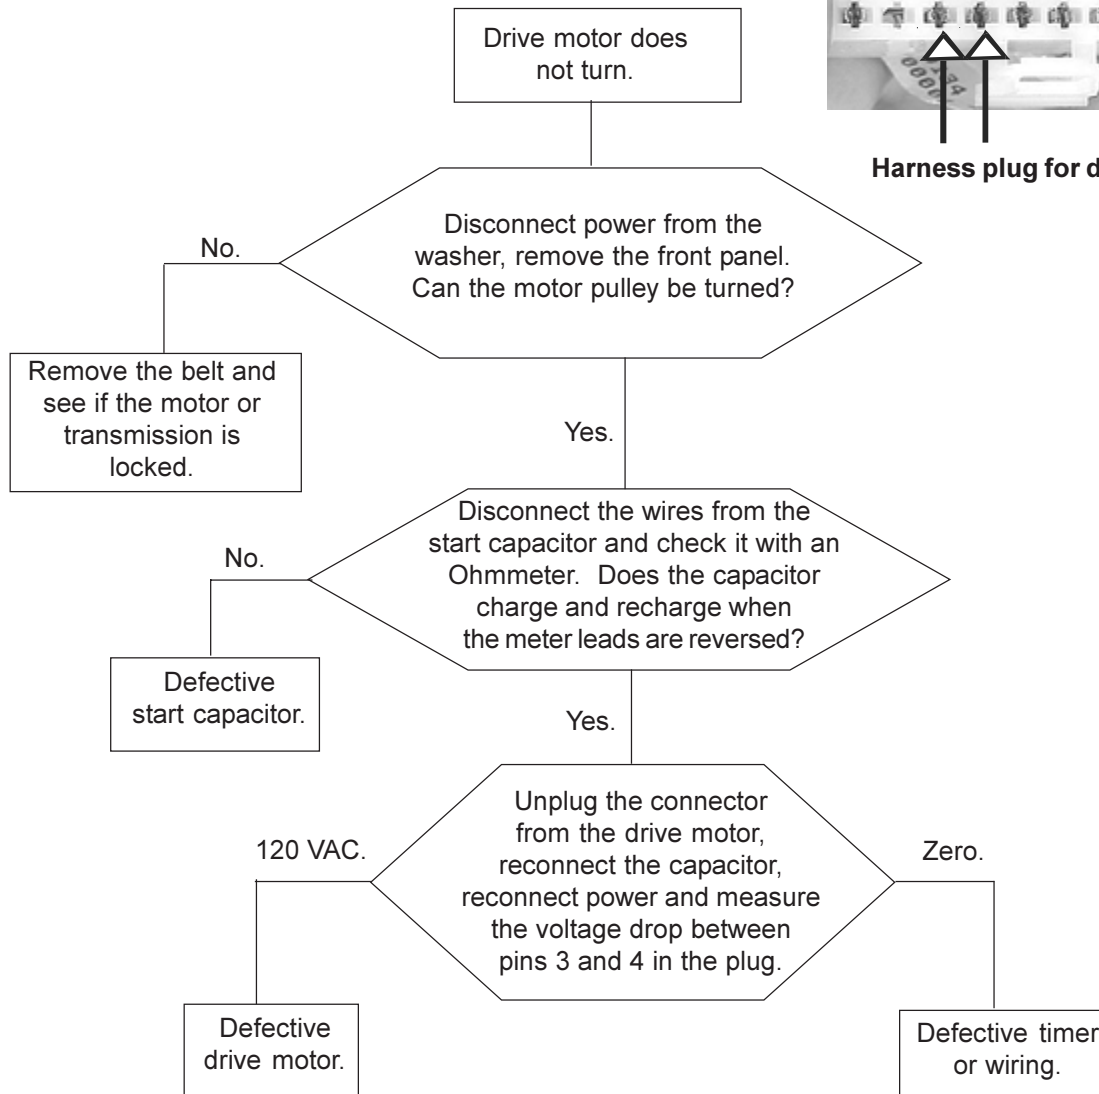 Drive motor does
not turn.
Harness plug for d
Disconnect power from the
washer, remove the front panel.
Can the motor pulley be turned?
No.
Remove the belt and
see if the motor or
transmission is
locked.
Yes.
Disconnect the wires from the
start capacitor and check it with an
Ohmmeter. Does the capacitor
charge and recharge when
the meter leads are reversed?
No.
Defective
start capacitor.
Yes.
Unplug the connector
from the drive motor,
reconnect the capacitor,
reconnect power and measure
the voltage drop between
pins 3 and 4 in the plug.
120 VAC.
Zero.
Defective
drive motor.
Defective timer
or wiring.